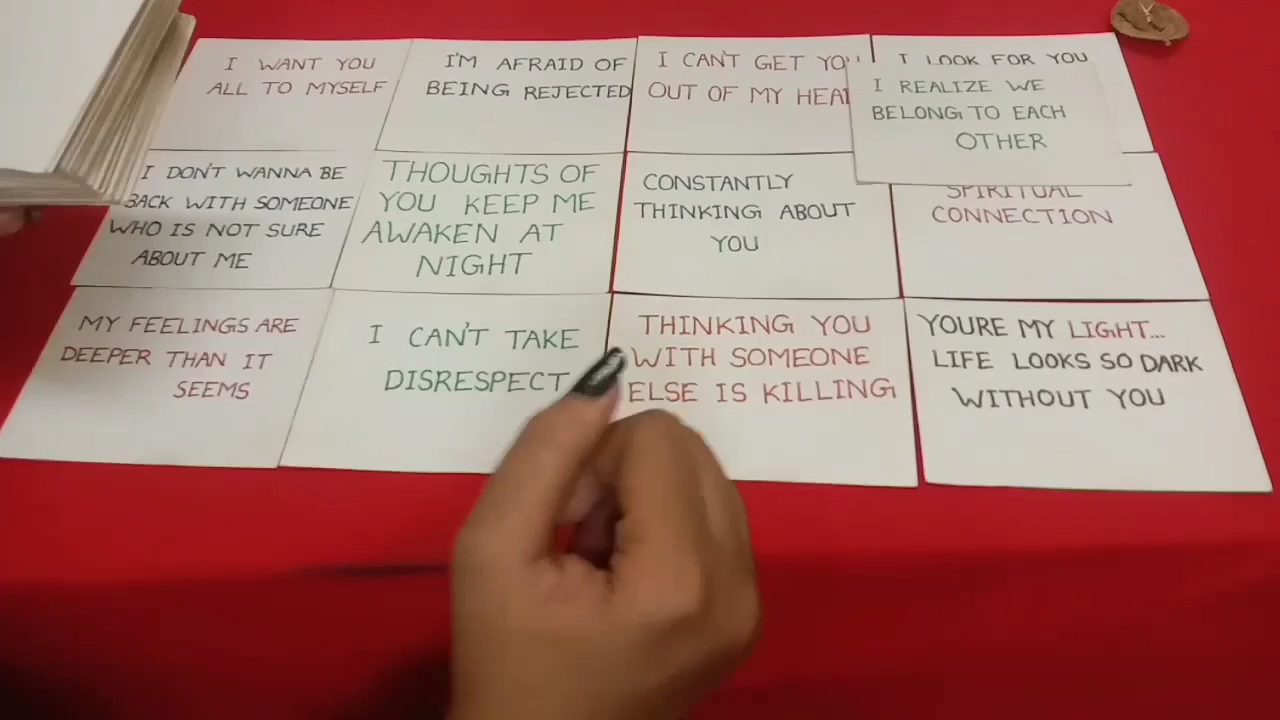 I WANT YOU
ALL TO MYSELF
I'M AFRAID OF
BEING REJECTED
I CAN'T GET YOU
OUT OF MY HEAD
I LOOK FOR YOU
I REALIZE WE
BELONG TO EACH
OTHER
I DON'T WANNA BE
BACK WITH SOMEONE
WHO IS NOT SURE
ABOUT ME
THOUGHTS OF
YOU KEEP ME
AWAKEN AT
NIGHT
CONSTANTLY
THINKING ABOUT
YOU
SPIRITUAL
CONNECTION
MY FEELINGS ARE
DEEPER THAN IT
SEEMS
I CAN'T TAKE
DISRESPECT
THINKING YOU
WITH SOMEONE
ELSE IS KILLING
YOURE MY LIGHT...
LIFE LOOKS SO DARK
WITHOUT YOU